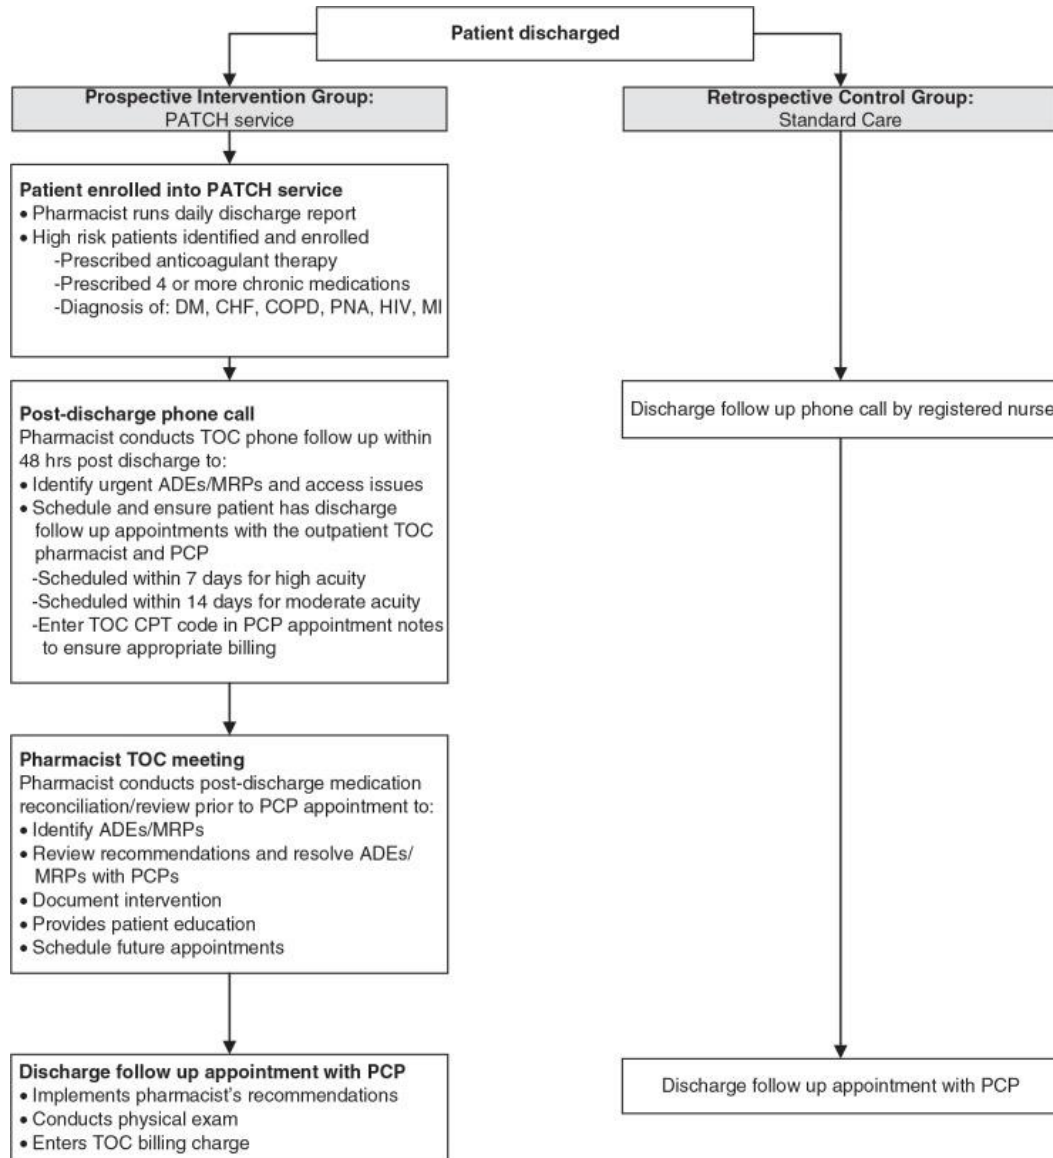 Patient discharged
Prospective Intervention Group:
PATCH service
Retrospective Control Group:
Standard Care
Patient enrolled into PATCH service
• Pharmacist runs daily discharge report
• High risk patients identified and enrolled
-Prescribed anticoagulant therapy
-Prescribed 4 or more chronic medications
-Diagnosis of: DM, CHF, COPD, PNA, HIV, MI
Post-discharge phone call
Pharmacist conducts TOC phone follow up within
48 hrs post discharge to:
• Identify urgent ADEs/MRPs and access issues
• Schedule and ensure patient has discharge
follow up appointments with the outpatient TOC
pharmacist and PCP
-Scheduled within 7 days for high acuity
-Scheduled within 14 days for moderate acuity
-Enter TOC CPT code in PCP appointment notes
to ensure appropriate billing
Discharge follow up phone call by registered nurse
Pharmacist TOC meeting
Pharmacist conducts post-discharge medication
reconciliation/review prior to PCP appointment to:
• Identify ADEs/MRPs
• Review recommendations and resolve ADEs/
MRPs with PCPs
• Document intervention
• Provides patient education
• Schedule future appointments
Discharge follow up appointment with PCP
• Implements pharmacist's recommendations
• Conducts physical exam
• Enters TOC billing charge
Discharge follow up appointment with PCP